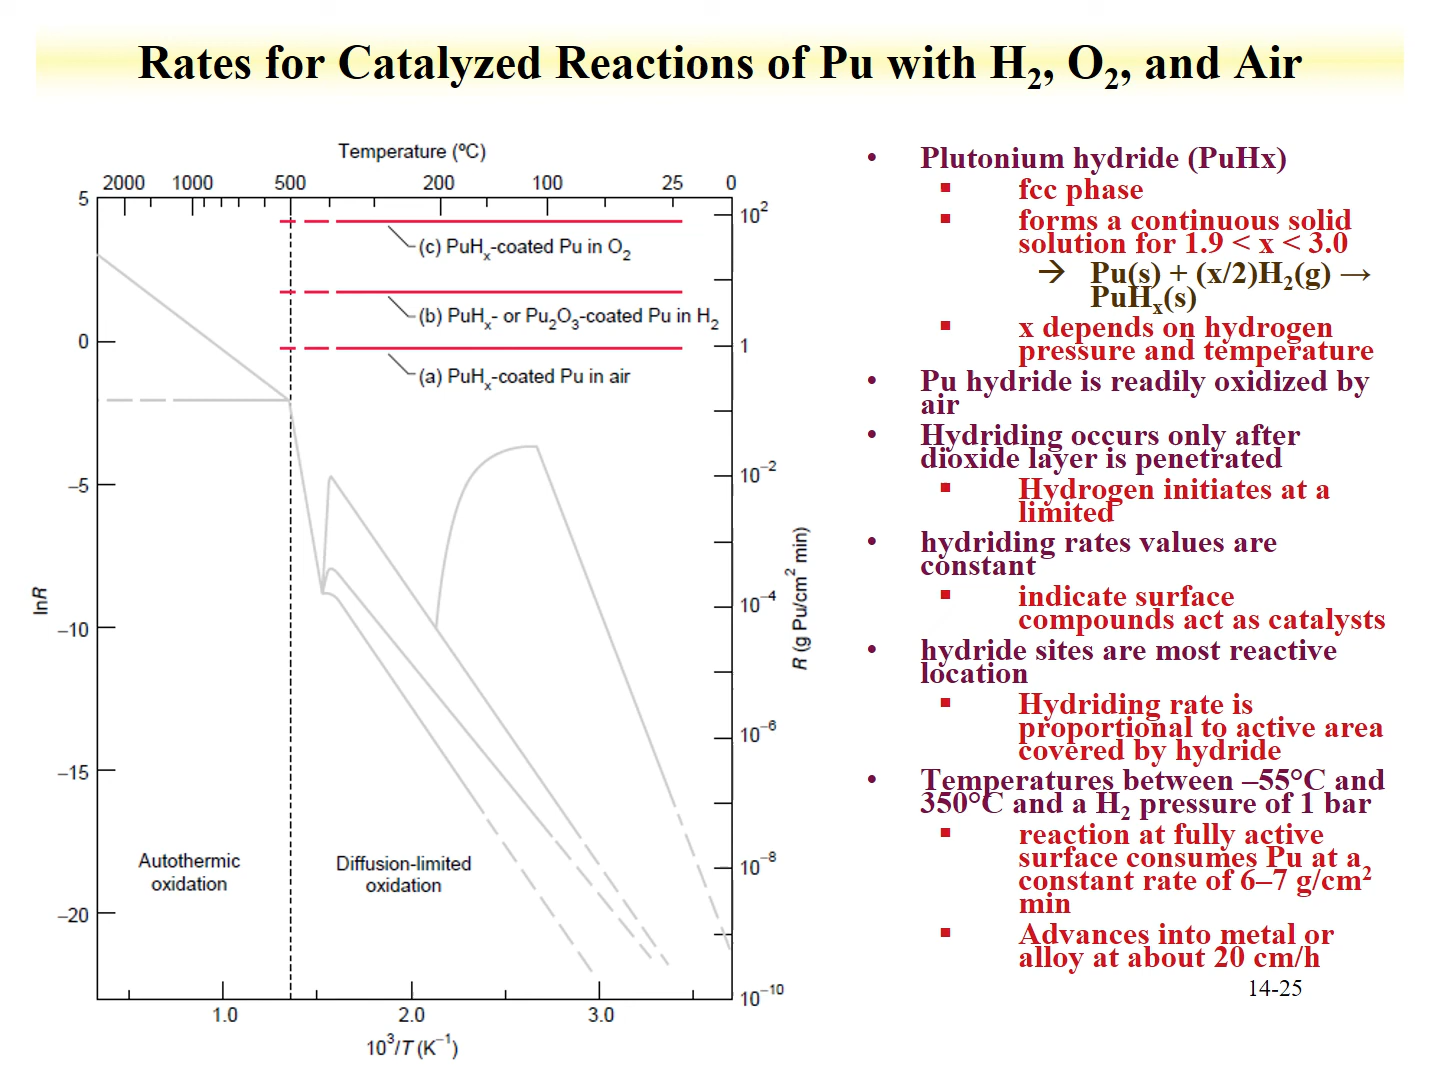 Rates for Catalyzed Reactions of Pu with H2, O2, and Air
Temperature (ºC)
2000 1000 500 200 100 25 0
5
0
–5
–10
–15
–20
lnR
10²
1
10⁻²
10⁻⁴
10⁻⁶
10⁻⁸
10⁻¹⁰
R (g Pu/cm² min)
(c) PuHx-coated Pu in O2
(b) PuHx- or Pu2O3-coated Pu in H2
(a) PuHx-coated Pu in air
Autothermic
oxidation
Diffusion-limited
oxidation
1.0 2.0 3.0
10³/T (K⁻¹)
• Plutonium hydride (PuHx)
▪ fcc phase
▪ forms a continuous solid
solution for 1.9 < x < 3.0
→ Pu(s) + (x/2)H2(g) →
PuHx(s)
▪ x depends on hydrogen
pressure and temperature
• Pu hydride is readily oxidized by
air
• Hydriding occurs only after
dioxide layer is penetrated
▪ Hydrogen initiates at a
limited
• hydriding rates values are
constant
▪ indicate surface
compounds act as catalysts
• hydride sites are most reactive
location
▪ Hydriding rate is
proportional to active area
covered by hydride
• Temperatures between –55°C and
350°C and a H2 pressure of 1 bar
▪ reaction at fully active
surface consumes Pu at a
constant rate of 6–7 g/cm²
min
▪ Advances into metal or
alloy at about 20 cm/h
14-25